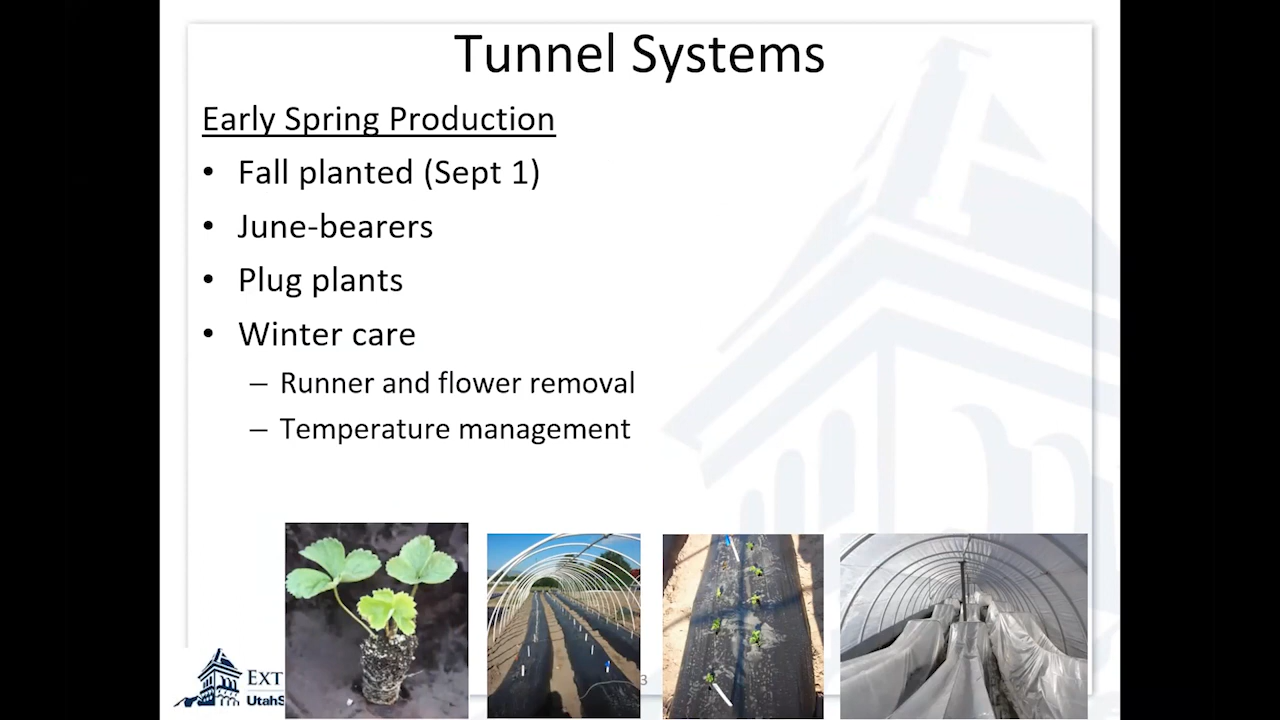 Tunnel Systems
Early Spring Production
• Fall planted (Sept 1)
• June-bearers
• Plug plants
• Winter care
– Runner and flower removal
– Temperature management
3
EXT
UtahS